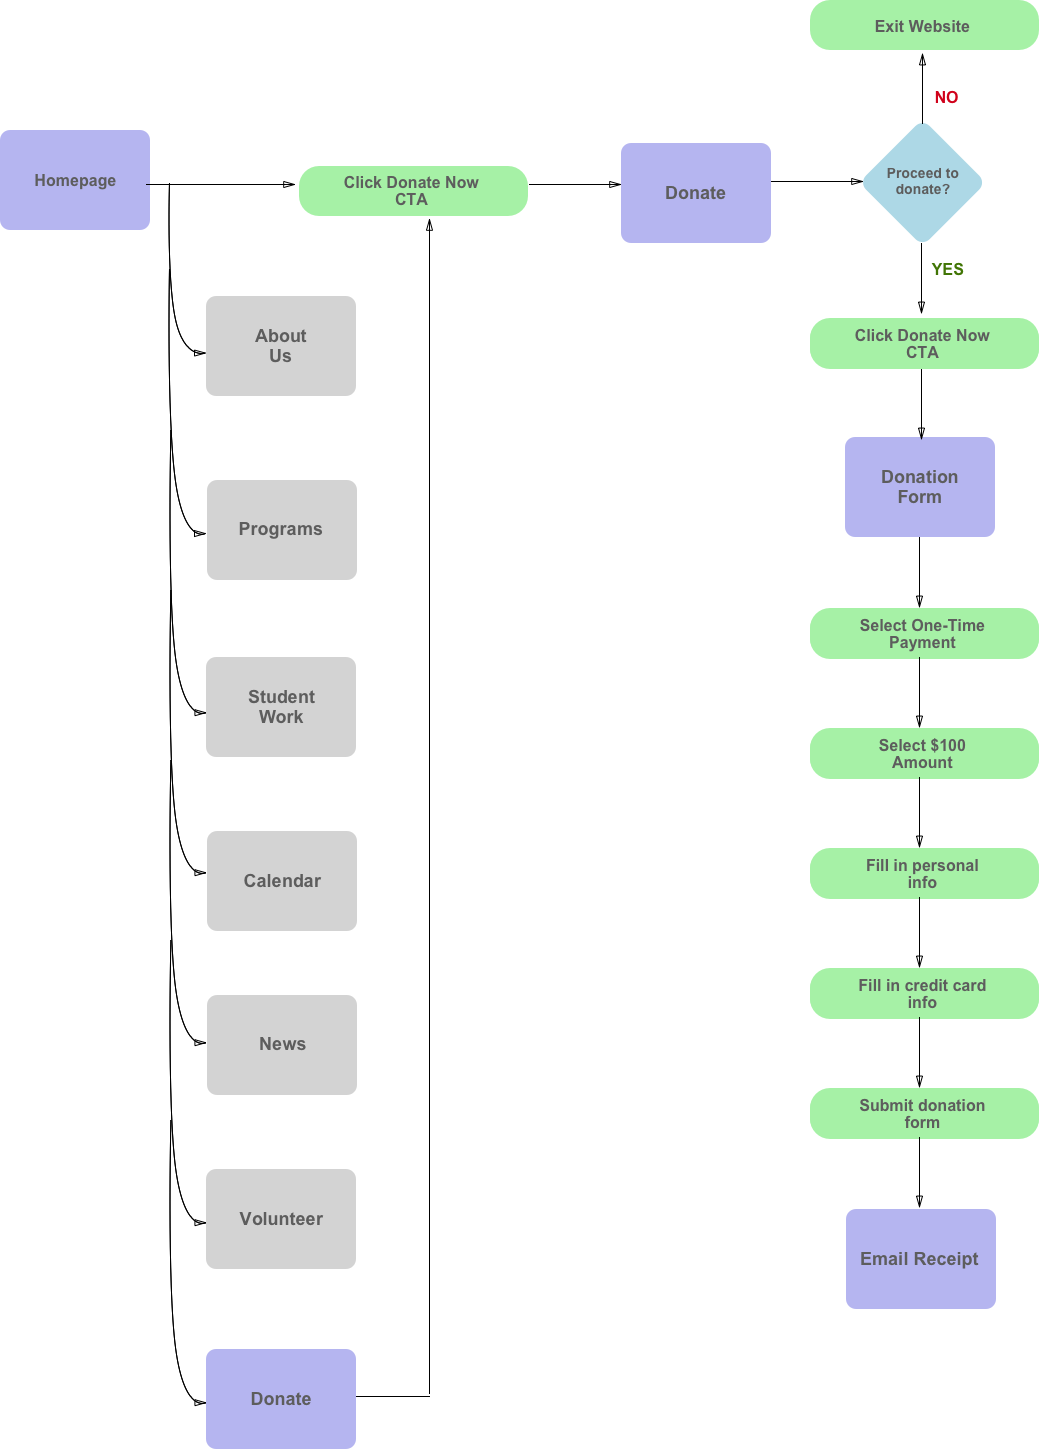 Exit Website
NO
Homepage
Click Donate Now
CTA
Donate
Proceed to
donate?
YES
About
Us
Click Donate Now
CTA
Donation
Form
Programs
Select One-Time
Payment
Student
Work
Select $100
Amount
Calendar
Fill in personal
info
Fill in credit card
info
News
Submit donation
form
Volunteer
Email Receipt
Donate